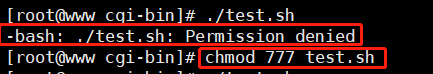 [root@www cgi-bin]# ./test.sh
-bash: ./test.sh: Permission denied
[root@www cgi-bin]# chmod 777 test.sh